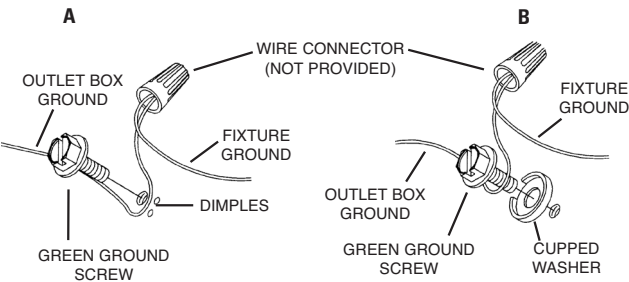 A
B
WIRE CONNECTOR
(NOT PROVIDED)
OUTLET BOX
GROUND
FIXTURE
GROUND
DIMPLES
GREEN GROUND
SCREW
FIXTURE
GROUND
OUTLET BOX
GROUND
GREEN GROUND
SCREW
CUPPED
WASHER